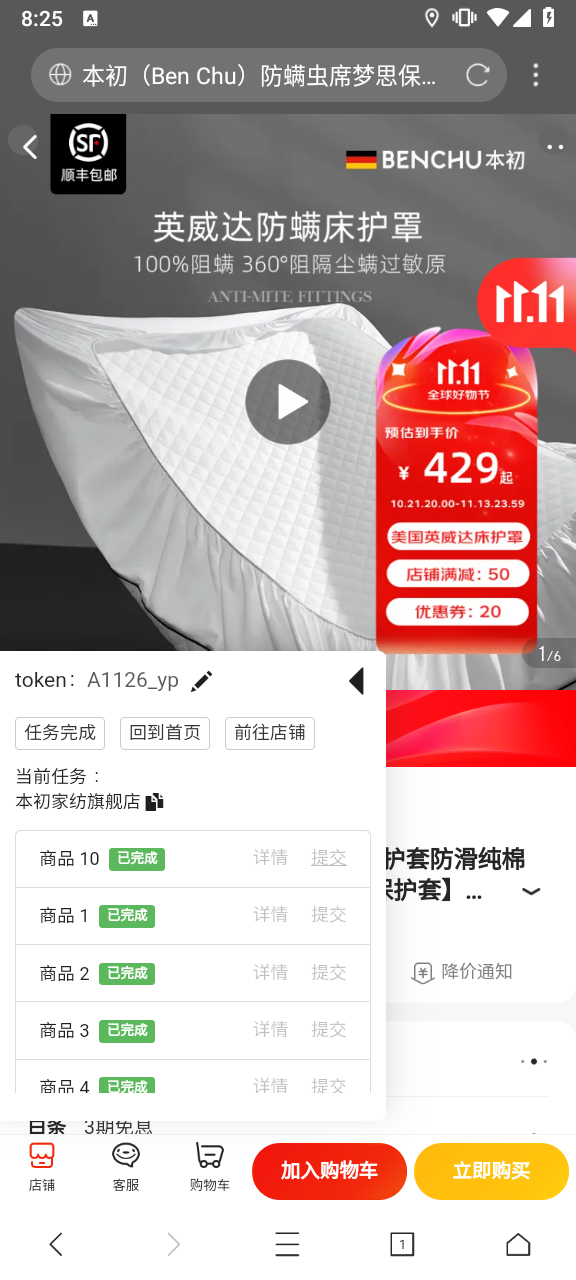 8:25
A
本初（Ben Chu）防螨虫席梦思保…
SF
顺丰包邮
BENCHU本初
英威达防螨床护罩
100%阻螨 360°阻隔尘螨过敏原
ANTI-MITE FITTINGS
11.11
11.11
全球好物节
预估到手价
¥ 429起
10.21.20.00-11.13.23.59
美国英威达床护罩
店铺满减：50
优惠券：20
1/6
token： A1126_yp
任务完成 回到首页 前往店铺
当前任务：
本初家纺旗舰店
商品 10 已完成 详情 提交
商品 1 已完成 详情 提交
商品 2 已完成 详情 提交
商品 3 已完成 详情 提交
商品 4 已完成 详情 提交
护套防滑纯棉
保护套】…
降价通知
白条 3期免息
店铺 客服 购物车 加入购物车 立即购买
1